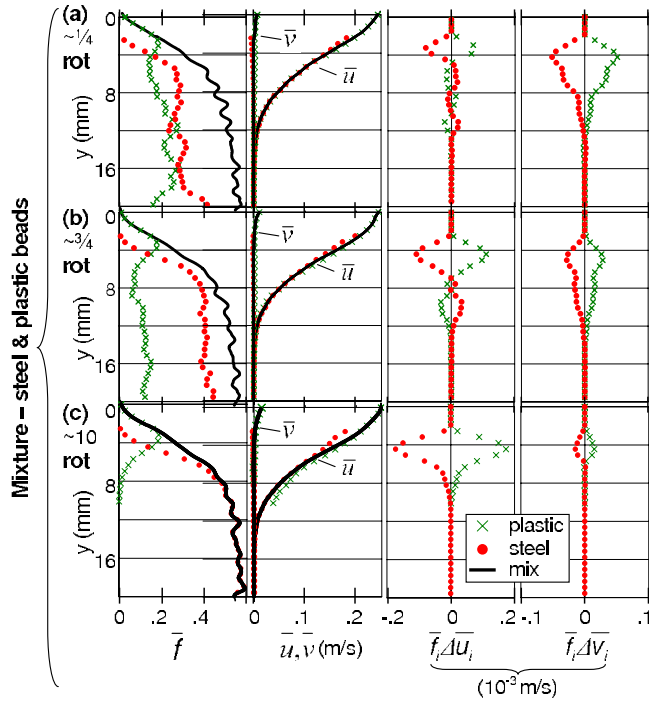 Mixture – steel & plastic beads
(a)
~1/4
rot
y (mm)
0
8
16
v̅
u̅
(b)
~3/4
rot
y (mm)
0
8
16
v̅
u̅
(c)
~10
rot
y (mm)
0
8
16
v̅
u̅
× plastic
● steel
— mix
0 .2 .4
0 .1 .2
-.2 0 .2
-.1 0 .1
f̅
u̅, v̅ (m/s)
f̅ᵢΔu̅ᵢ
f̅ᵢΔv̅ᵢ
(10⁻³ m/s)